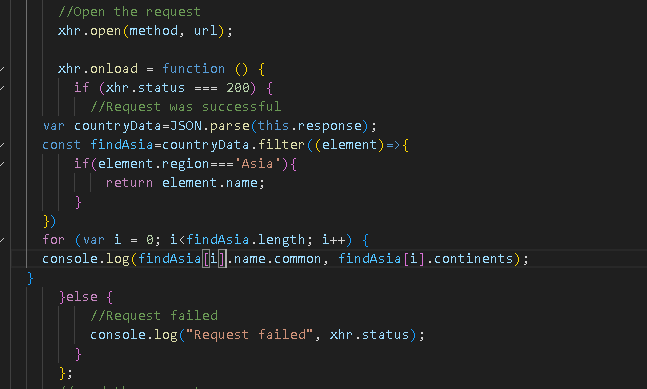 //Open the request
xhr.open(method, url);
xhr.onload = function () {
if (xhr.status === 200) {
//Request was successful
var countryData=JSON.parse(this.response);
const findAsia=countryData.filter((element)=>{
if(element.region==='Asia'){
return element.name;
}
})
for (var i = 0; i<findAsia.length; i++) {
console.log(findAsia[i].name.common, findAsia[i].continents);
}
}else {
//Request failed
console.log("Request failed", xhr.status);
}
};